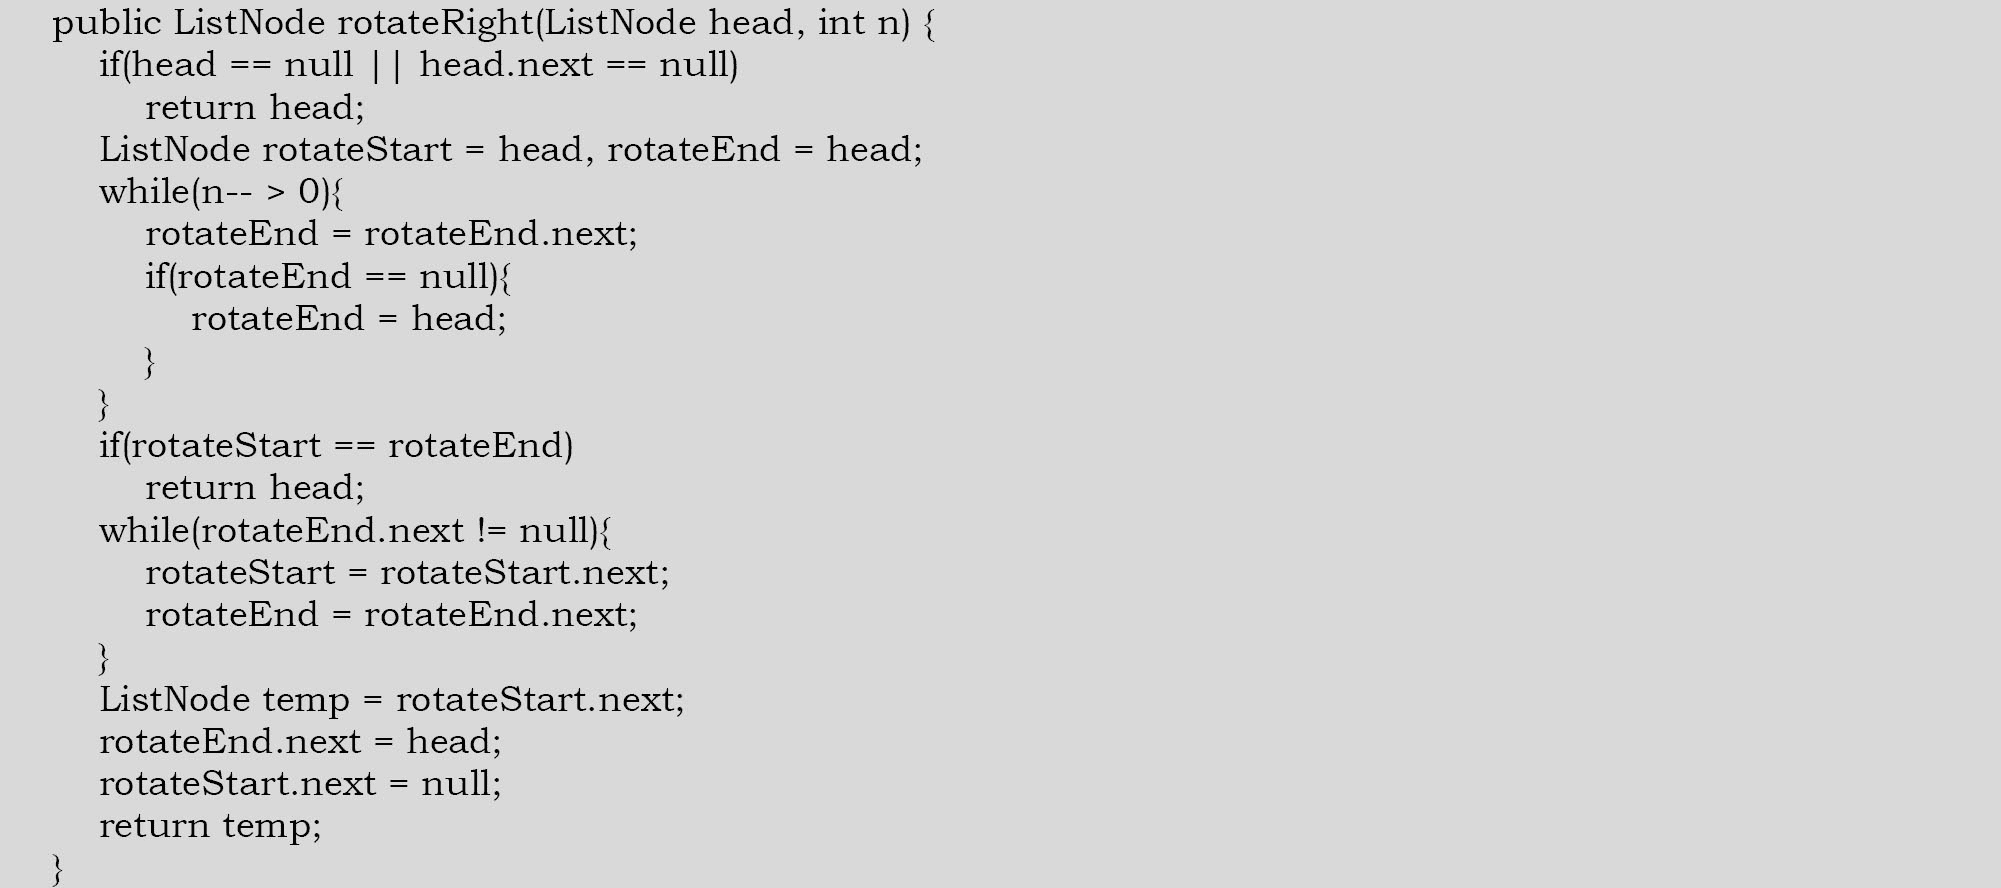 public ListNode rotateRight(ListNode head, int n) {
if(head == null || head.next == null)
return head;
ListNode rotateStart = head, rotateEnd = head;
while(n-- > 0){
rotateEnd = rotateEnd.next;
if(rotateEnd == null){
rotateEnd = head;
}
}
if(rotateStart == rotateEnd)
return head;
while(rotateEnd.next != null){
rotateStart = rotateStart.next;
rotateEnd = rotateEnd.next;
}
ListNode temp = rotateStart.next;
rotateEnd.next = head;
rotateStart.next = null;
return temp;
}